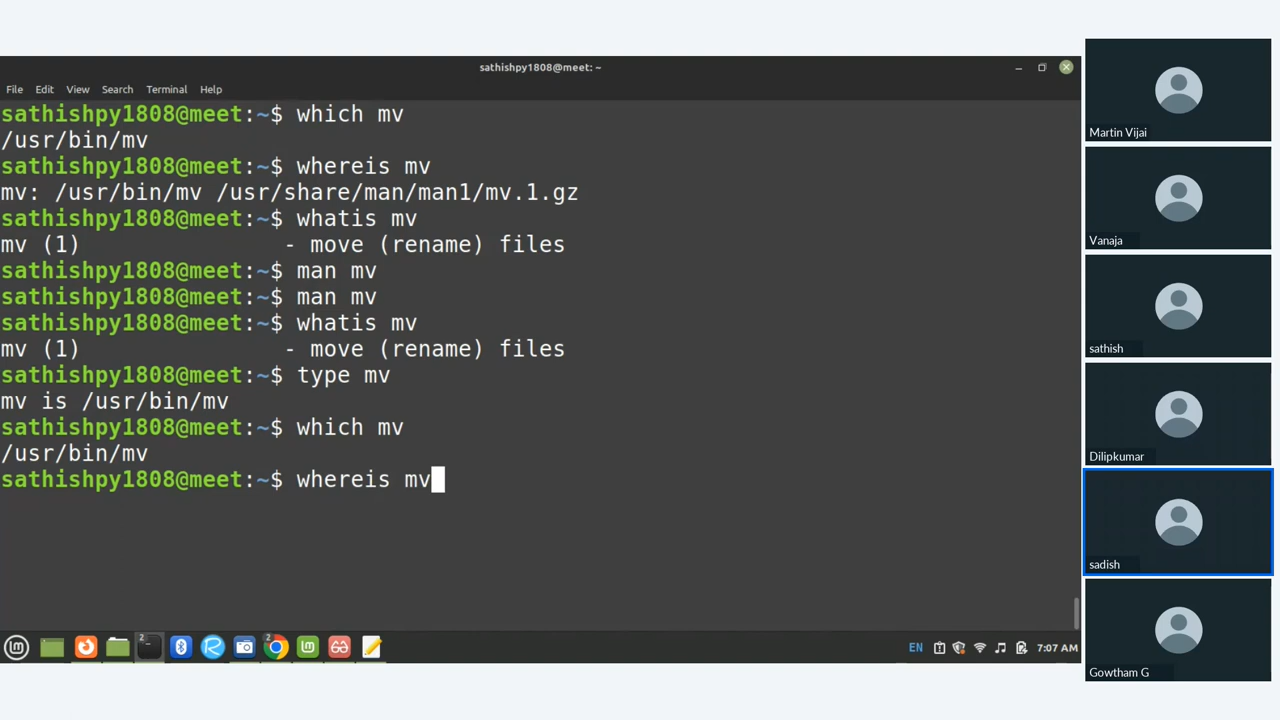 sathishpy1808@meet: ~
File Edit View Search Terminal Help
sathishpy1808@meet:~$ which mv
/usr/bin/mv
sathishpy1808@meet:~$ whereis mv
mv: /usr/bin/mv /usr/share/man/man1/mv.1.gz
sathishpy1808@meet:~$ whatis mv
mv (1)               - move (rename) files
sathishpy1808@meet:~$ man mv
sathishpy1808@meet:~$ man mv
sathishpy1808@meet:~$ whatis mv
mv (1)               - move (rename) files
sathishpy1808@meet:~$ type mv
mv is /usr/bin/mv
sathishpy1808@meet:~$ which mv
/usr/bin/mv
sathishpy1808@meet:~$ whereis mv
2
2
EN
7:07 AM
Martin Vijai
Vanaja
sathish
Dilipkumar
sadish
Gowtham G